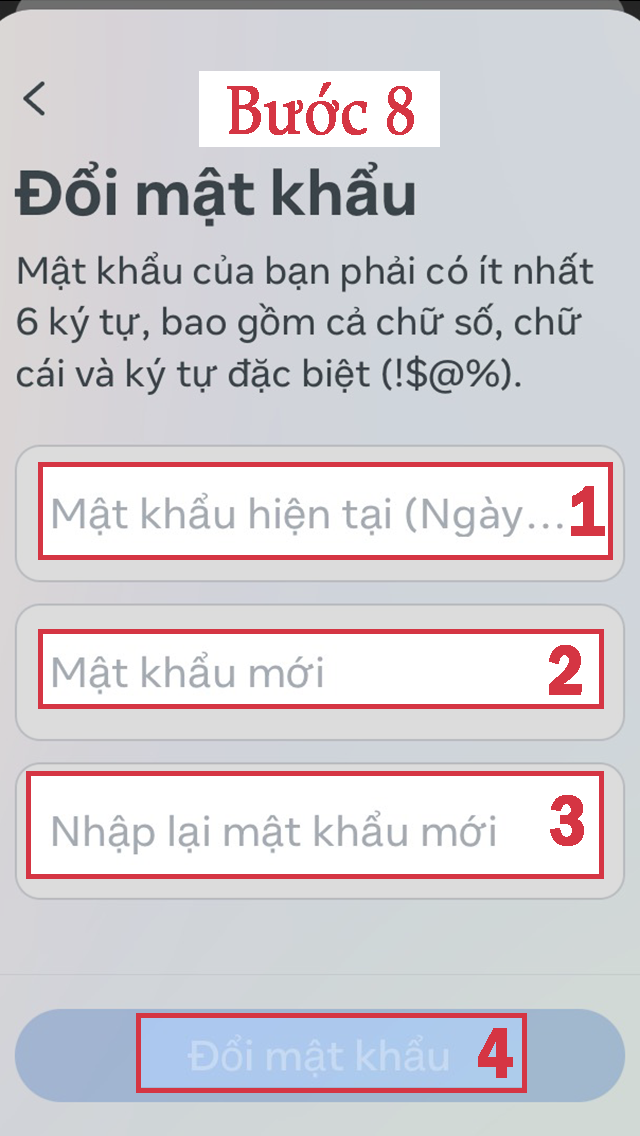 Bước 8
Đổi mật khẩu
Mật khẩu của bạn phải có ít nhất
6 ký tự, bao gồm cả chữ số, chữ
cái và ký tự đặc biệt (!$@%).
Mật khẩu hiện tại (Ngày... 1
Mật khẩu mới 2
Nhập lại mật khẩu mới 3
Đổi mật khẩu 4